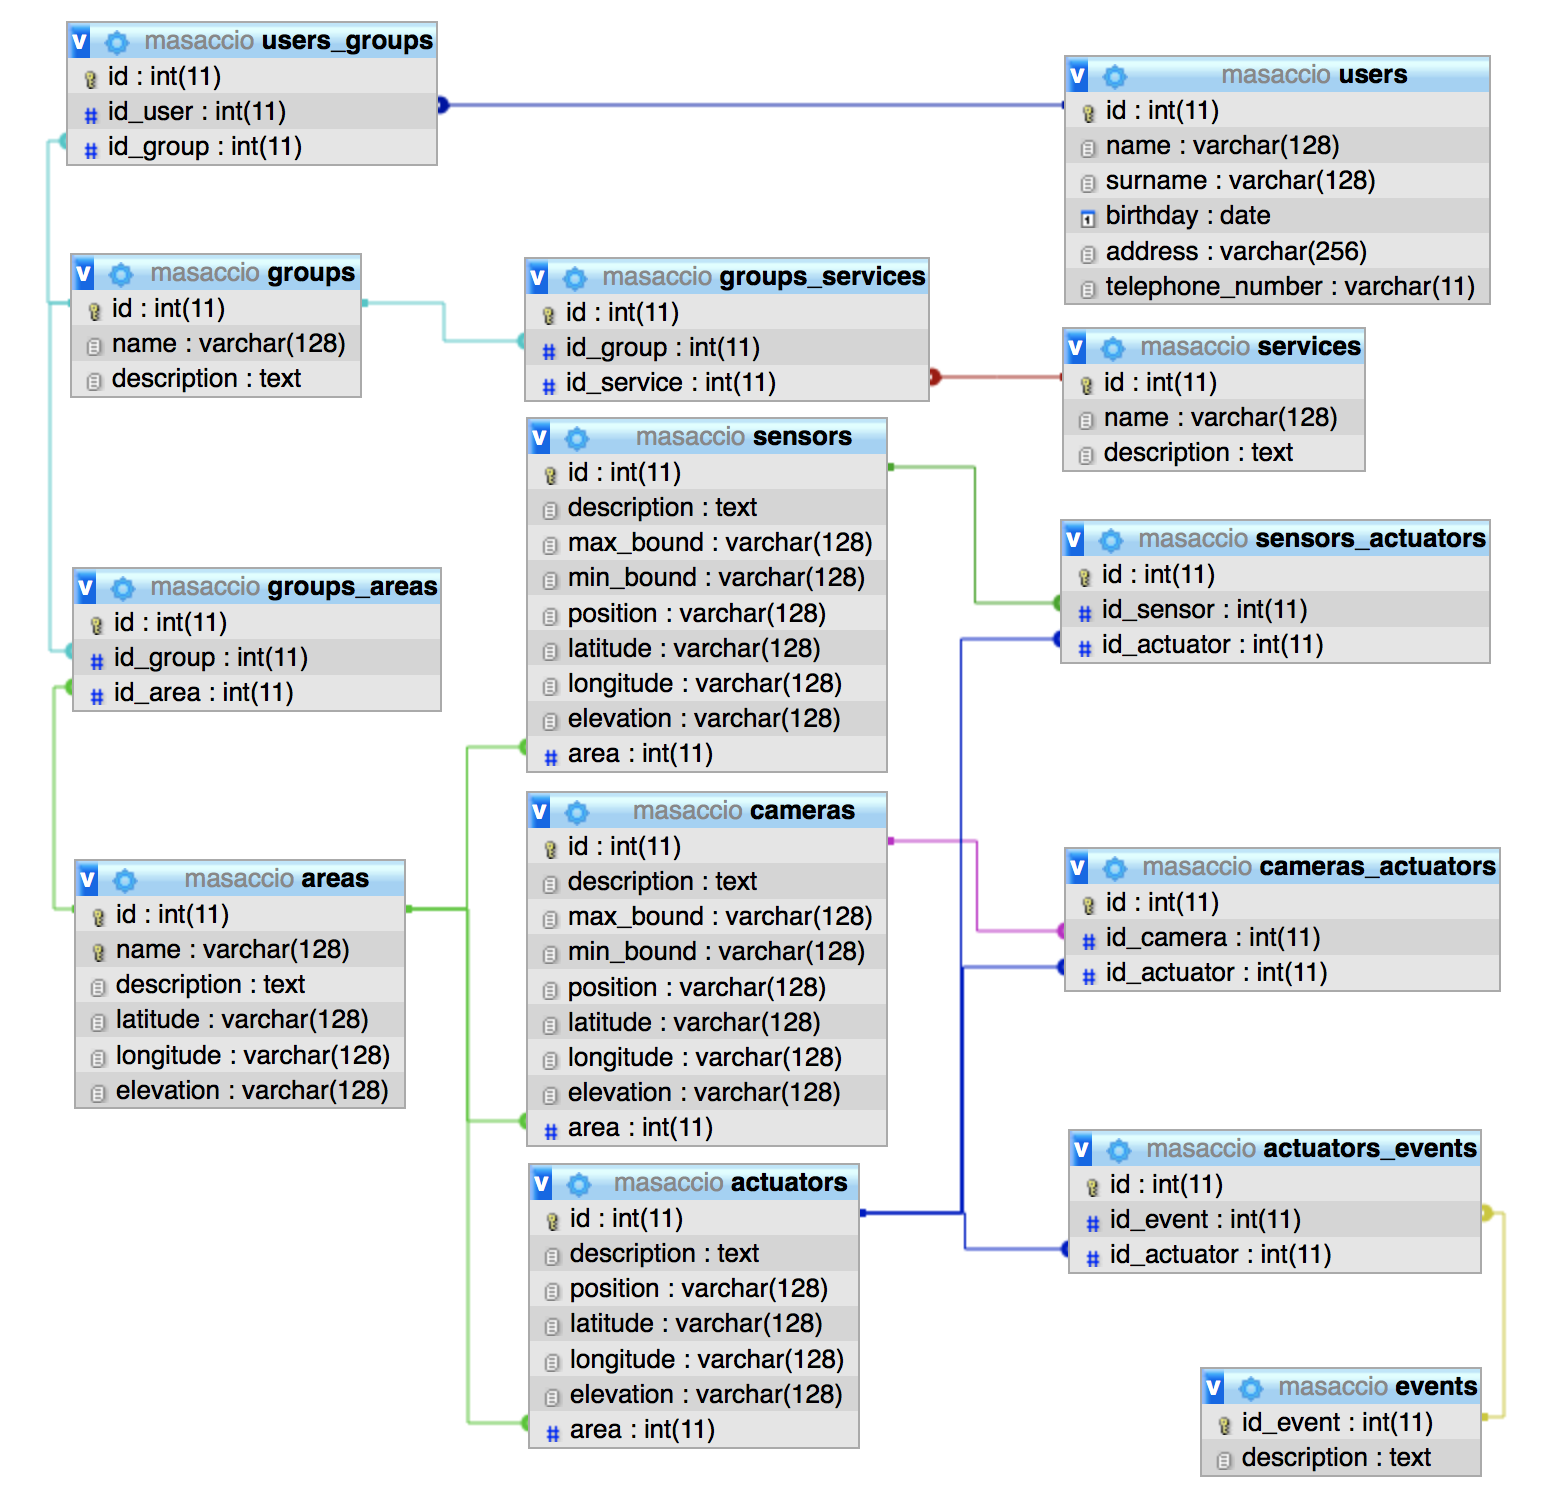 v masaccio users_groups
id : int(11)
# id_user : int(11)
# id_group : int(11)
v masaccio users
id : int(11)
name : varchar(128)
surname : varchar(128)
birthday : date
address : varchar(256)
telephone_number : varchar(11)
v masaccio groups
id : int(11)
name : varchar(128)
description : text
v masaccio groups_services
id : int(11)
# id_group : int(11)
# id_service : int(11)
v masaccio services
id : int(11)
name : varchar(128)
description : text
v masaccio sensors
id : int(11)
description : text
max_bound : varchar(128)
min_bound : varchar(128)
position : varchar(128)
latitude : varchar(128)
longitude : varchar(128)
elevation : varchar(128)
# area : int(11)
v masaccio sensors_actuators
id : int(11)
# id_sensor : int(11)
# id_actuator : int(11)
v masaccio groups_areas
id : int(11)
# id_group : int(11)
# id_area : int(11)
v masaccio areas
id : int(11)
name : varchar(128)
description : text
latitude : varchar(128)
longitude : varchar(128)
elevation : varchar(128)
v masaccio cameras
id : int(11)
description : text
max_bound : varchar(128)
min_bound : varchar(128)
position : varchar(128)
latitude : varchar(128)
longitude : varchar(128)
elevation : varchar(128)
# area : int(11)
v masaccio cameras_actuators
id : int(11)
# id_camera : int(11)
# id_actuator : int(11)
v masaccio actuators
id : int(11)
description : text
position : varchar(128)
latitude : varchar(128)
longitude : varchar(128)
elevation : varchar(128)
# area : int(11)
v masaccio actuators_events
id : int(11)
# id_event : int(11)
# id_actuator : int(11)
v masaccio events
id_event : int(11)
description : text